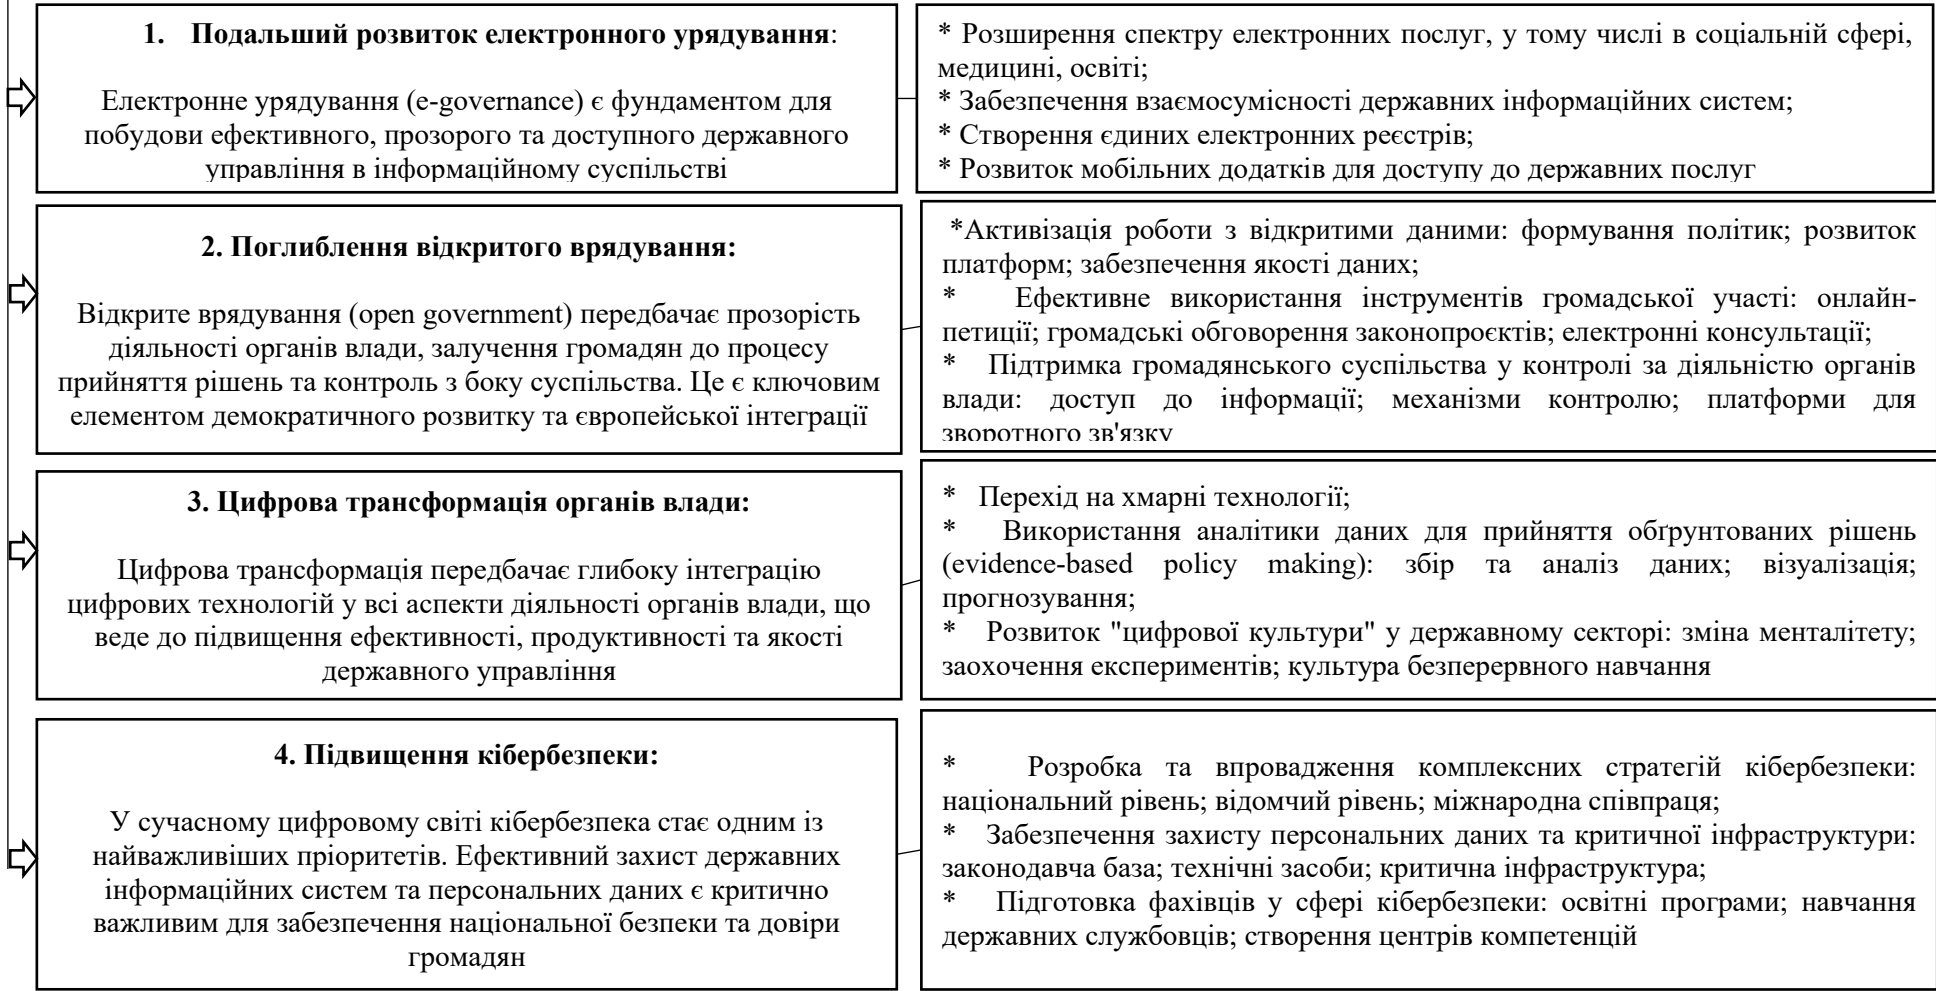 1. Подальший розвиток електронного урядування:
Електронне урядування (e-governance) є фундаментом для
побудови ефективного, прозорого та доступного державного
управління в інформаційному суспільстві
* Розширення спектру електронних послуг, у тому числі в соціальній сфері,
медицині, освіті;
* Забезпечення взаємосумісності державних інформаційних систем;
* Створення єдиних електронних реєстрів;
* Розвиток мобільних додатків для доступу до державних послуг
2. Поглиблення відкритого врядування:
Відкрите врядування (open government) передбачає прозорість
діяльності органів влади, залучення громадян до процесу
прийняття рішень та контроль з боку суспільства. Це є ключовим
елементом демократичного розвитку та європейської інтеграції
*Активізація роботи з відкритими даними: формування політик; розвиток
платформ; забезпечення якості даних;
* Ефективне використання інструментів громадської участі: онлайн-
петиції; громадські обговорення законопроєктів; електронні консультації;
* Підтримка громадянського суспільства у контролі за діяльністю органів
влади: доступ до інформації; механізми контролю; платформи для
зворотного зв'язку
3. Цифрова трансформація органів влади:
Цифрова трансформація передбачає глибоку інтеграцію
цифрових технологій у всі аспекти діяльності органів влади, що
веде до підвищення ефективності, продуктивності та якості
державного управління
* Перехід на хмарні технології;
* Використання аналітики даних для прийняття обґрунтованих рішень
(evidence-based policy making): збір та аналіз даних; візуалізація;
прогнозування;
* Розвиток "цифрової культури" у державному секторі: зміна менталітету;
заохочення експериментів; культура безперервного навчання
4. Підвищення кібербезпеки:
У сучасному цифровому світі кібербезпека стає одним із
найважливіших пріоритетів. Ефективний захист державних
інформаційних систем та персональних даних є критично
важливим для забезпечення національної безпеки та довіри
громадян
* Розробка та впровадження комплексних стратегій кібербезпеки:
національний рівень; відомчий рівень; міжнародна співпраця;
* Забезпечення захисту персональних даних та критичної інфраструктури:
законодавча база; технічні засоби; критична інфраструктура;
* Підготовка фахівців у сфері кібербезпеки: освітні програми; навчання
державних службовців; створення центрів компетенцій